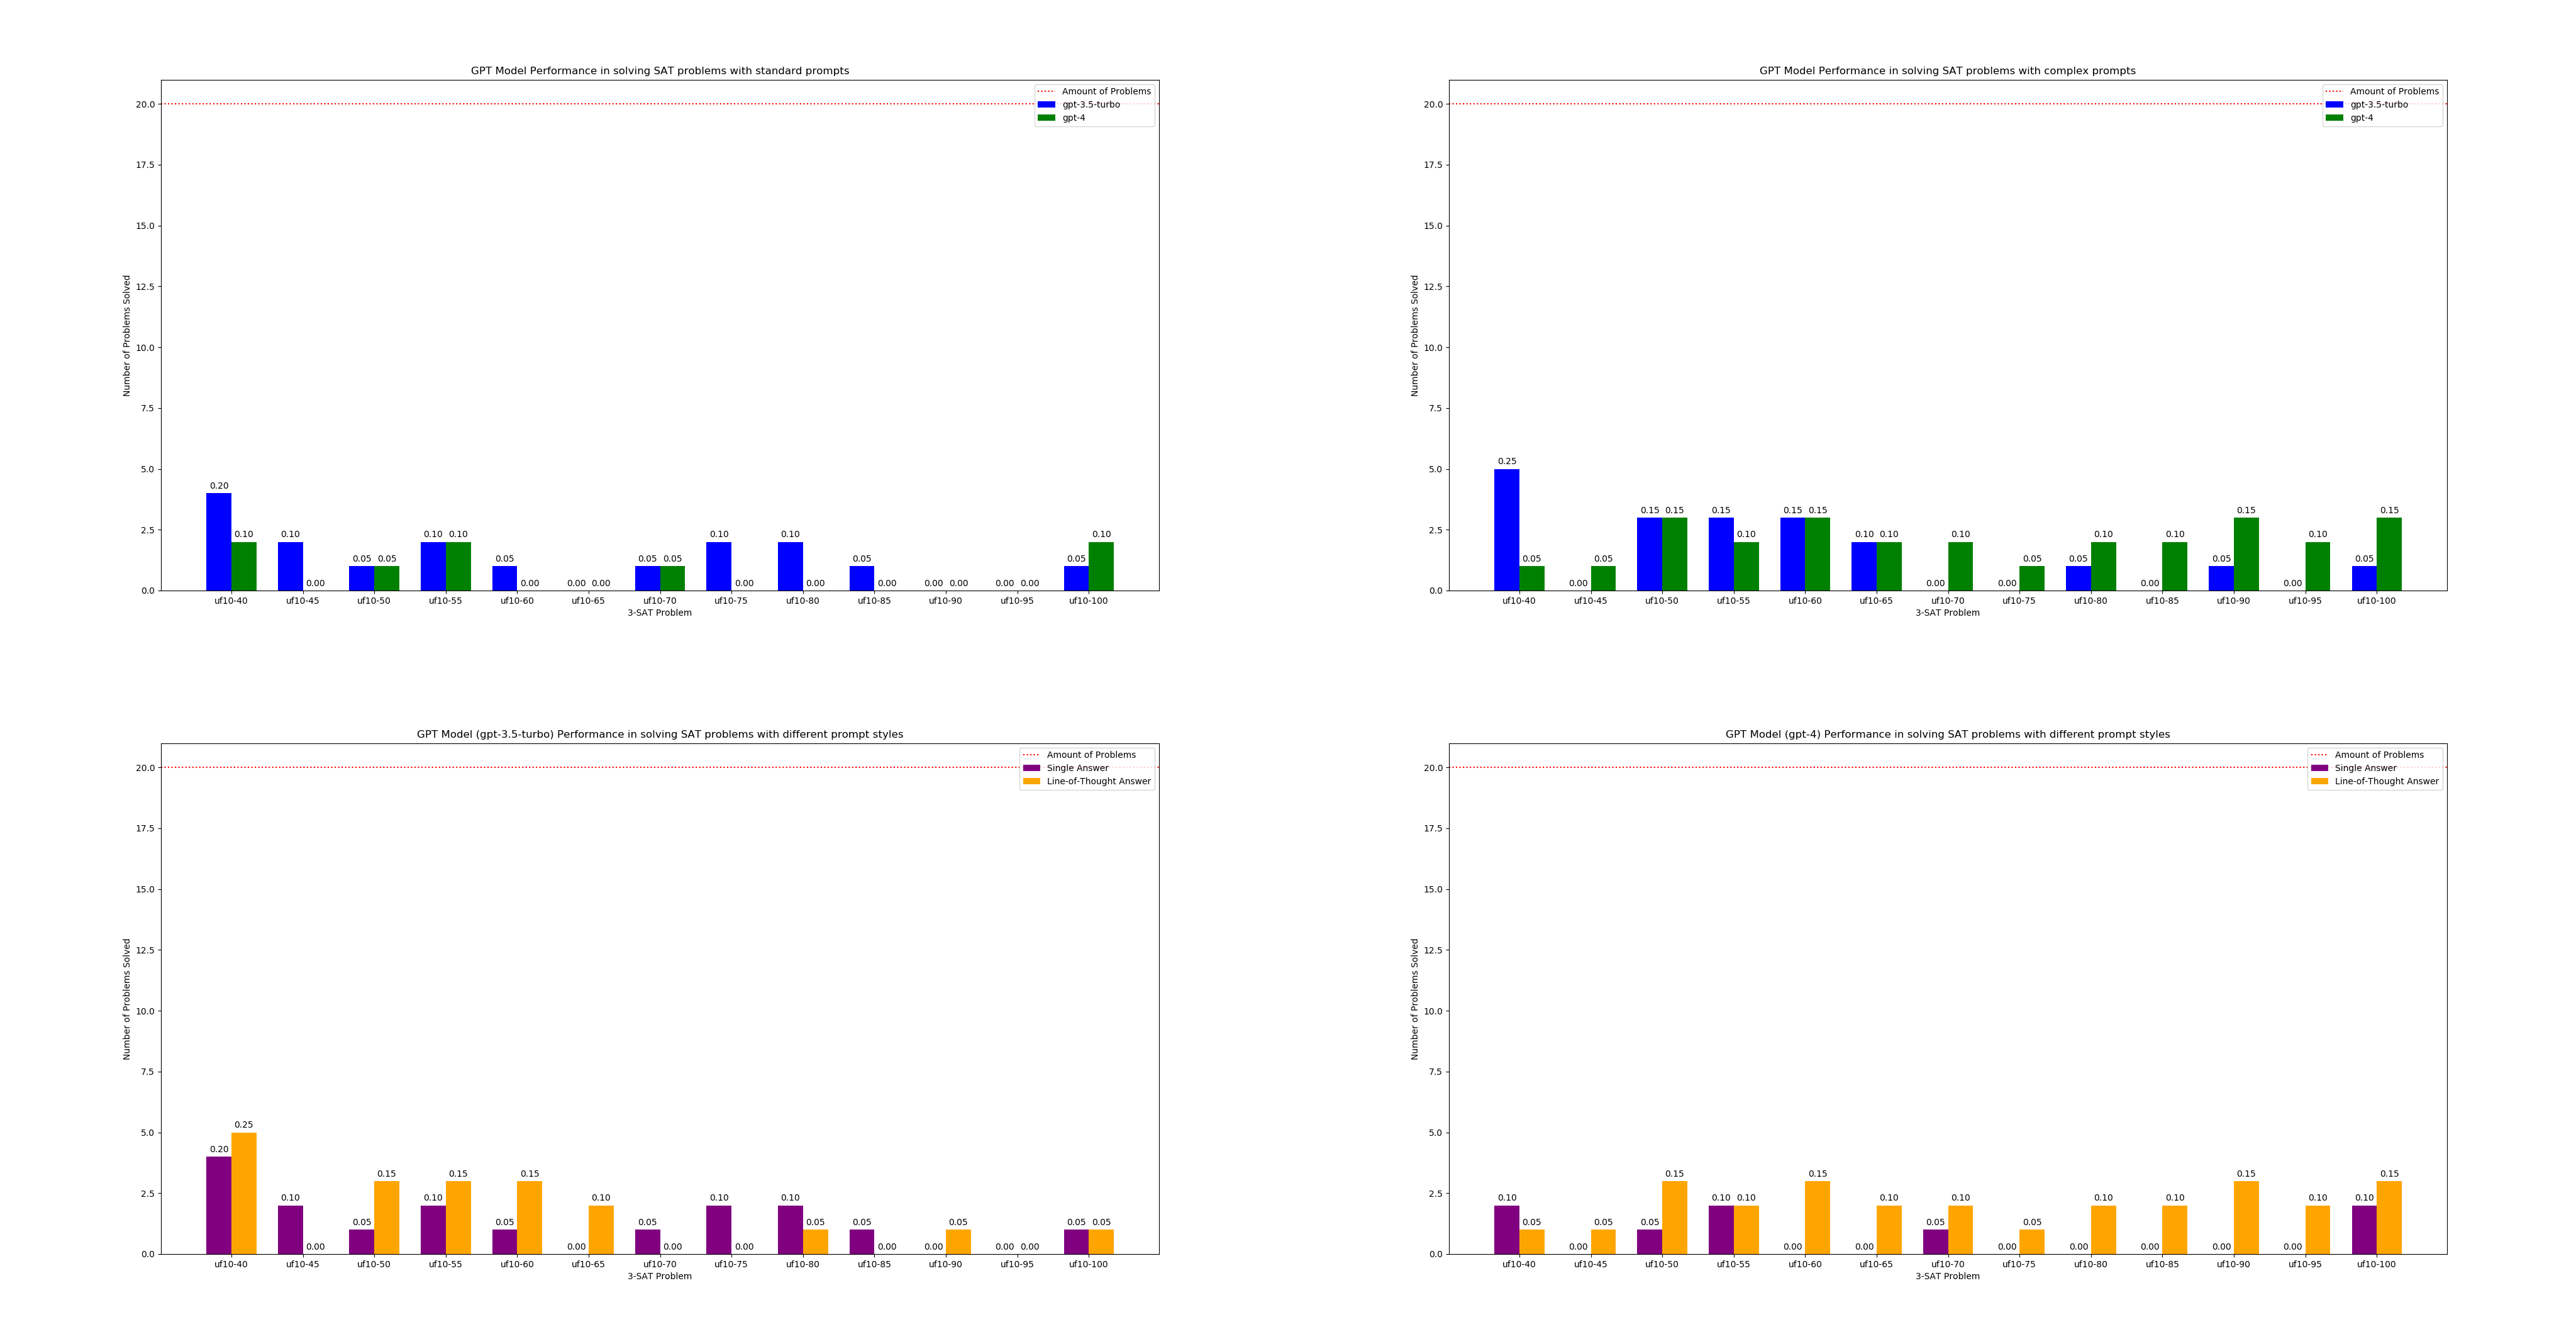 GPT Model Performance in solving SAT problems with standard prompts
Amount of Problems
gpt-3.5-turbo
gpt-4
Number of Problems Solved
20.0
17.5
15.0
12.5
10.0
7.5
5.0
2.5
0.0
0.20 0.10 0.10 0.00 0.05 0.05 0.10 0.10 0.05 0.00 0.00 0.00 0.05 0.05 0.10 0.00 0.10 0.00 0.05 0.00 0.00 0.00 0.00 0.00 0.05 0.10
uf10-40 uf10-45 uf10-50 uf10-55 uf10-60 uf10-65 uf10-70 uf10-75 uf10-80 uf10-85 uf10-90 uf10-95 uf10-100
3-SAT Problem
GPT Model Performance in solving SAT problems with complex prompts
Amount of Problems
gpt-3.5-turbo
gpt-4
Number of Problems Solved
20.0
17.5
15.0
12.5
10.0
7.5
5.0
2.5
0.0
0.25 0.05 0.00 0.05 0.15 0.15 0.15 0.10 0.15 0.15 0.10 0.10 0.00 0.10 0.00 0.05 0.05 0.10 0.00 0.10 0.05 0.15 0.00 0.10 0.05 0.15
uf10-40 uf10-45 uf10-50 uf10-55 uf10-60 uf10-65 uf10-70 uf10-75 uf10-80 uf10-85 uf10-90 uf10-95 uf10-100
3-SAT Problem
GPT Model (gpt-3.5-turbo) Performance in solving SAT problems with different prompt styles
Amount of Problems
Single Answer
Line-of-Thought Answer
Number of Problems Solved
20.0
17.5
15.0
12.5
10.0
7.5
5.0
2.5
0.0
0.20 0.25 0.10 0.00 0.05 0.15 0.10 0.15 0.05 0.15 0.00 0.10 0.05 0.00 0.10 0.00 0.10 0.05 0.05 0.00 0.00 0.05 0.00 0.00 0.05 0.05
uf10-40 uf10-45 uf10-50 uf10-55 uf10-60 uf10-65 uf10-70 uf10-75 uf10-80 uf10-85 uf10-90 uf10-95 uf10-100
3-SAT Problem
GPT Model (gpt-4) Performance in solving SAT problems with different prompt styles
Amount of Problems
Single Answer
Line-of-Thought Answer
Number of Problems Solved
20.0
17.5
15.0
12.5
10.0
7.5
5.0
2.5
0.0
0.10 0.05 0.00 0.05 0.05 0.15 0.10 0.10 0.00 0.15 0.00 0.10 0.05 0.10 0.00 0.05 0.00 0.10 0.00 0.10 0.00 0.15 0.00 0.10 0.10 0.15
uf10-40 uf10-45 uf10-50 uf10-55 uf10-60 uf10-65 uf10-70 uf10-75 uf10-80 uf10-85 uf10-90 uf10-95 uf10-100
3-SAT Problem